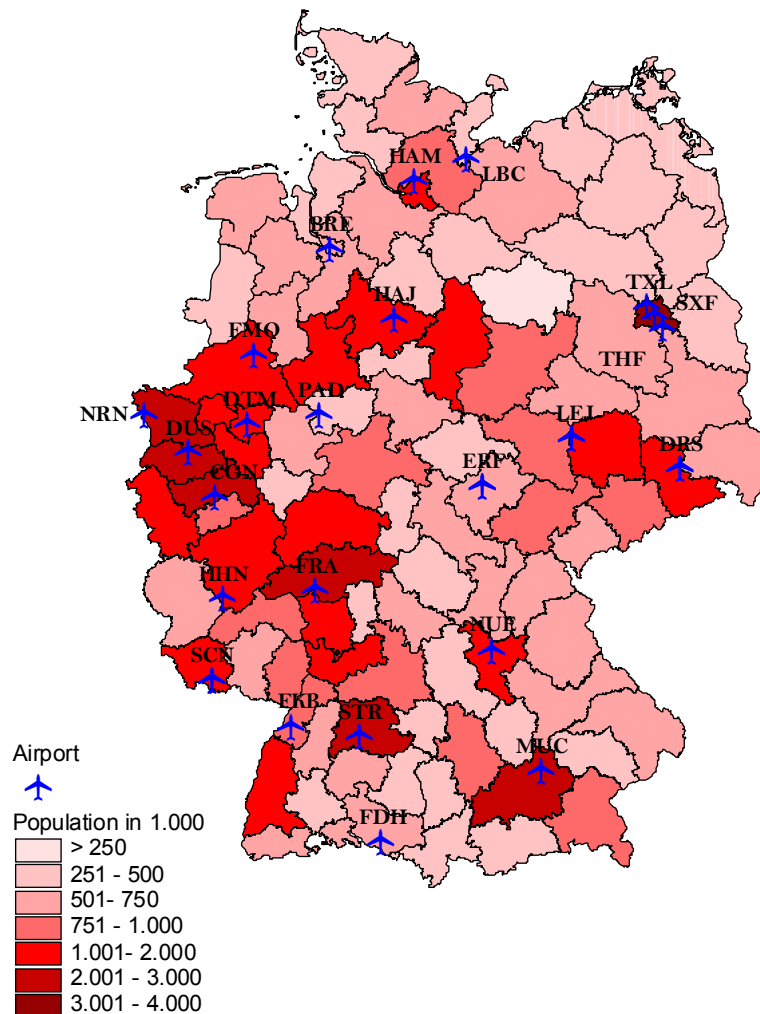 HAM
LBC
BRE
TXL
HAJ
SXF
FMO
THF
PAD
NRN
DTM
LEJ
DUS
DRS
CGN
ERF
FRA
HHN
NUE
SCN
FKB
STR
MUC
Airport
FDH
Population in 1.000
> 250
251 - 500
501- 750
751 - 1.000
1.001- 2.000
2.001 - 3.000
3.001 - 4.000